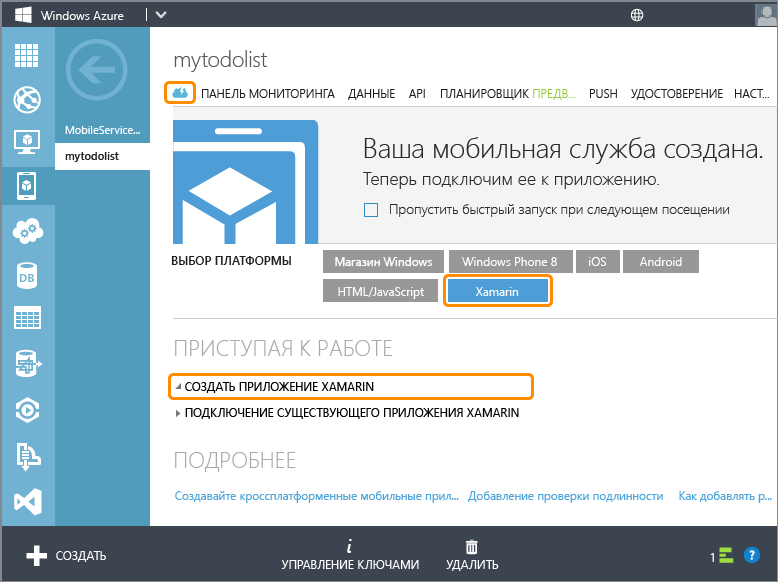 Windows Azure
mytodolist
ПАНЕЛЬ МОНИТОРИНГА ДАННЫЕ API ПЛАНИРОВЩИК ПРЕДВ... PUSH УДОСТОВЕРЕНИЕ НАСТ...
MobileService...
mytodolist
Ваша мобильная служба создана.
Теперь подключим ее к приложению.
Пропустить быстрый запуск при следующем посещении
ВЫБОР ПЛАТФОРМЫ
Магазин Windows Windows Phone 8 iOS Android
HTML/JavaScript Xamarin
DB
ПРИСТУПАЯ К РАБОТЕ
СОЗДАТЬ ПРИЛОЖЕНИЕ XAMARIN
ПОДКЛЮЧЕНИЕ СУЩЕСТВУЮЩЕГО ПРИЛОЖЕНИЯ XAMARIN
ПОДРОБНЕЕ
Создавайте кроссплатформенные мобильные прил... Добавление проверки подлинности Как добавлять р...
СОЗДАТЬ
УПРАВЛЕНИЕ КЛЮЧАМИ
УДАЛИТЬ
1
?